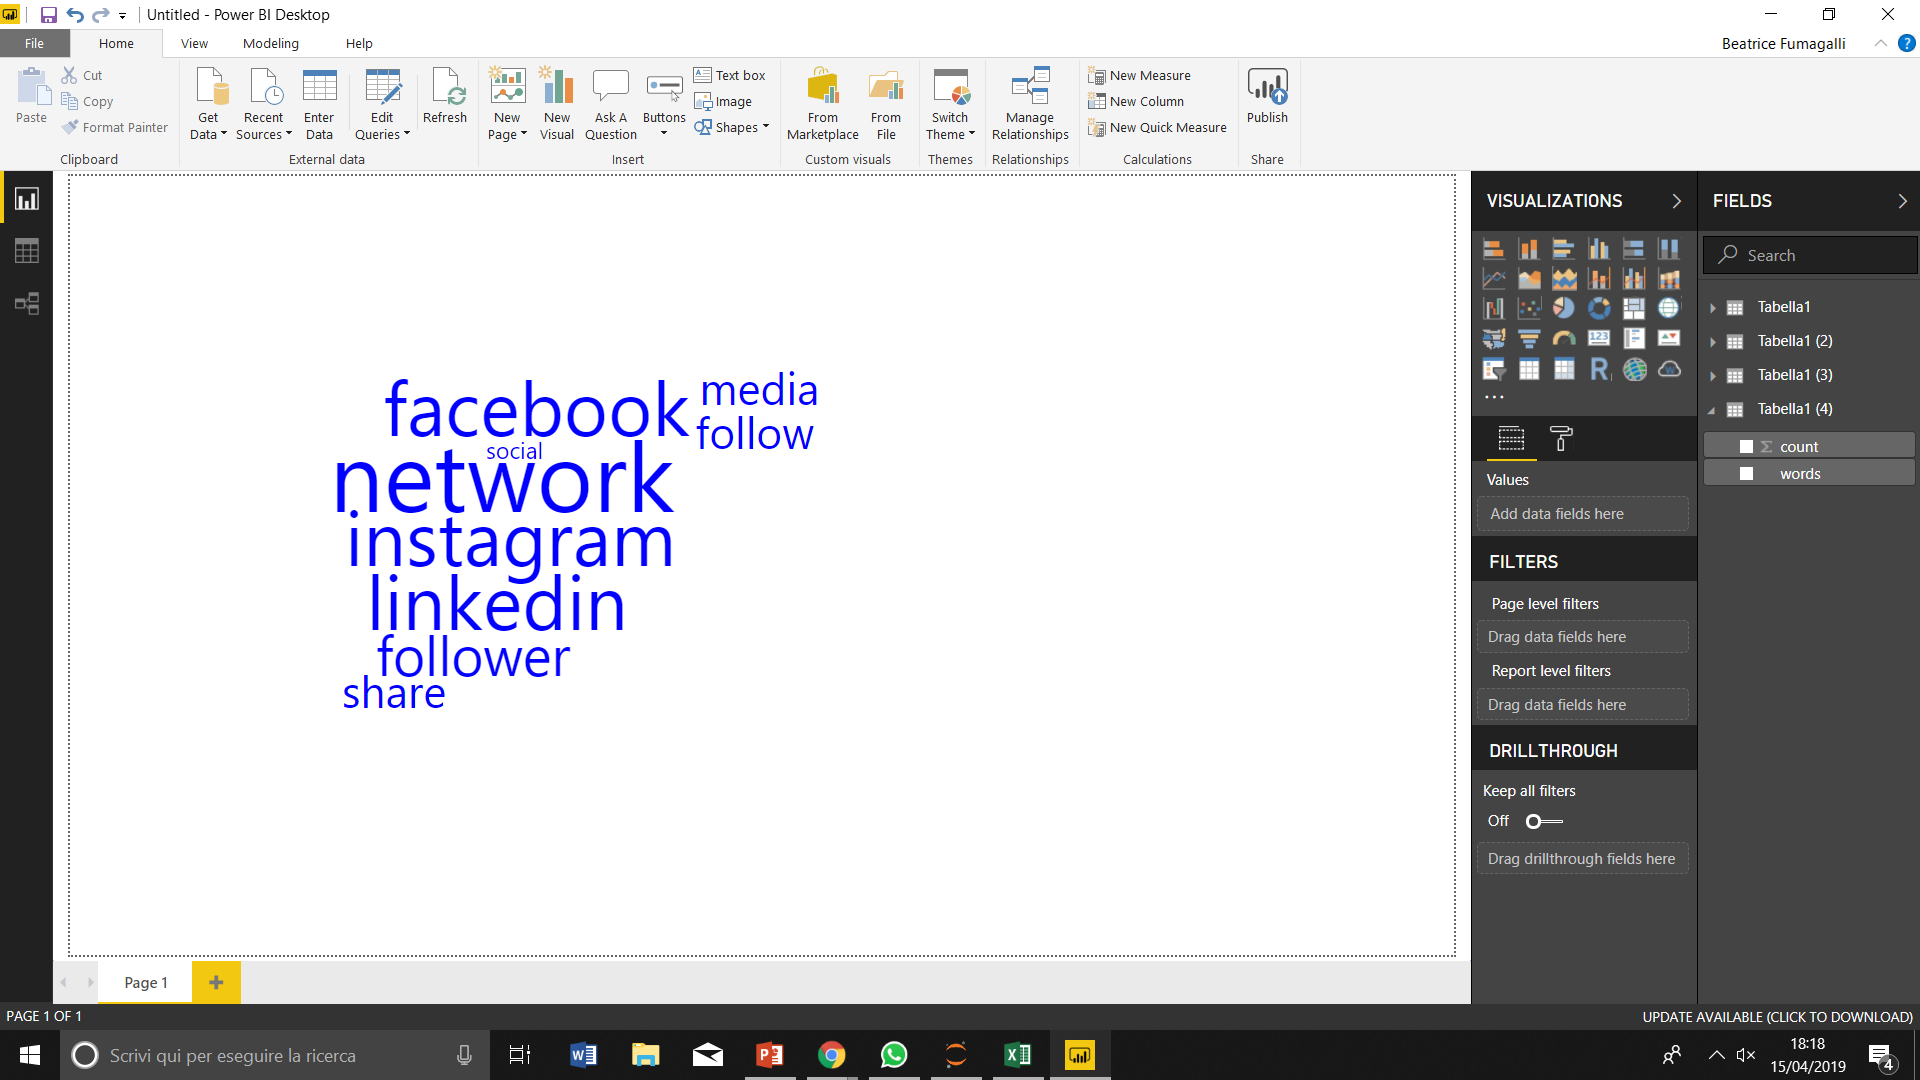 Untitled - Power BI Desktop
File Home View Modeling Help Beatrice Fumagalli
Paste
Cut
Copy
Format Painter
Clipboard
Get Data
Recent Sources
Enter Data
Edit Queries
Refresh
External data
New Page
New Visual
Ask A Question
Buttons
Text box
Image
Shapes
Insert
From Marketplace
From File
Custom visuals
Switch Theme
Themes
Manage Relationships
Relationships
New Measure
New Column
New Quick Measure
Calculations
Publish
Share
facebook
media
follow
social
network
instagram
linkedin
follower
share
VISUALIZATIONS
123
R
Values
Add data fields here
FILTERS
Page level filters
Drag data fields here
Report level filters
Drag data fields here
DRILLTHROUGH
Keep all filters
Off
Drag drillthrough fields here
FIELDS
Search
Tabella1
Tabella1 (2)
Tabella1 (3)
Tabella1 (4)
Σ count
words
Page 1
PAGE 1 OF 1
UPDATE AVAILABLE (CLICK TO DOWNLOAD)
Scrivi qui per eseguire la ricerca
18:18
15/04/2019
4